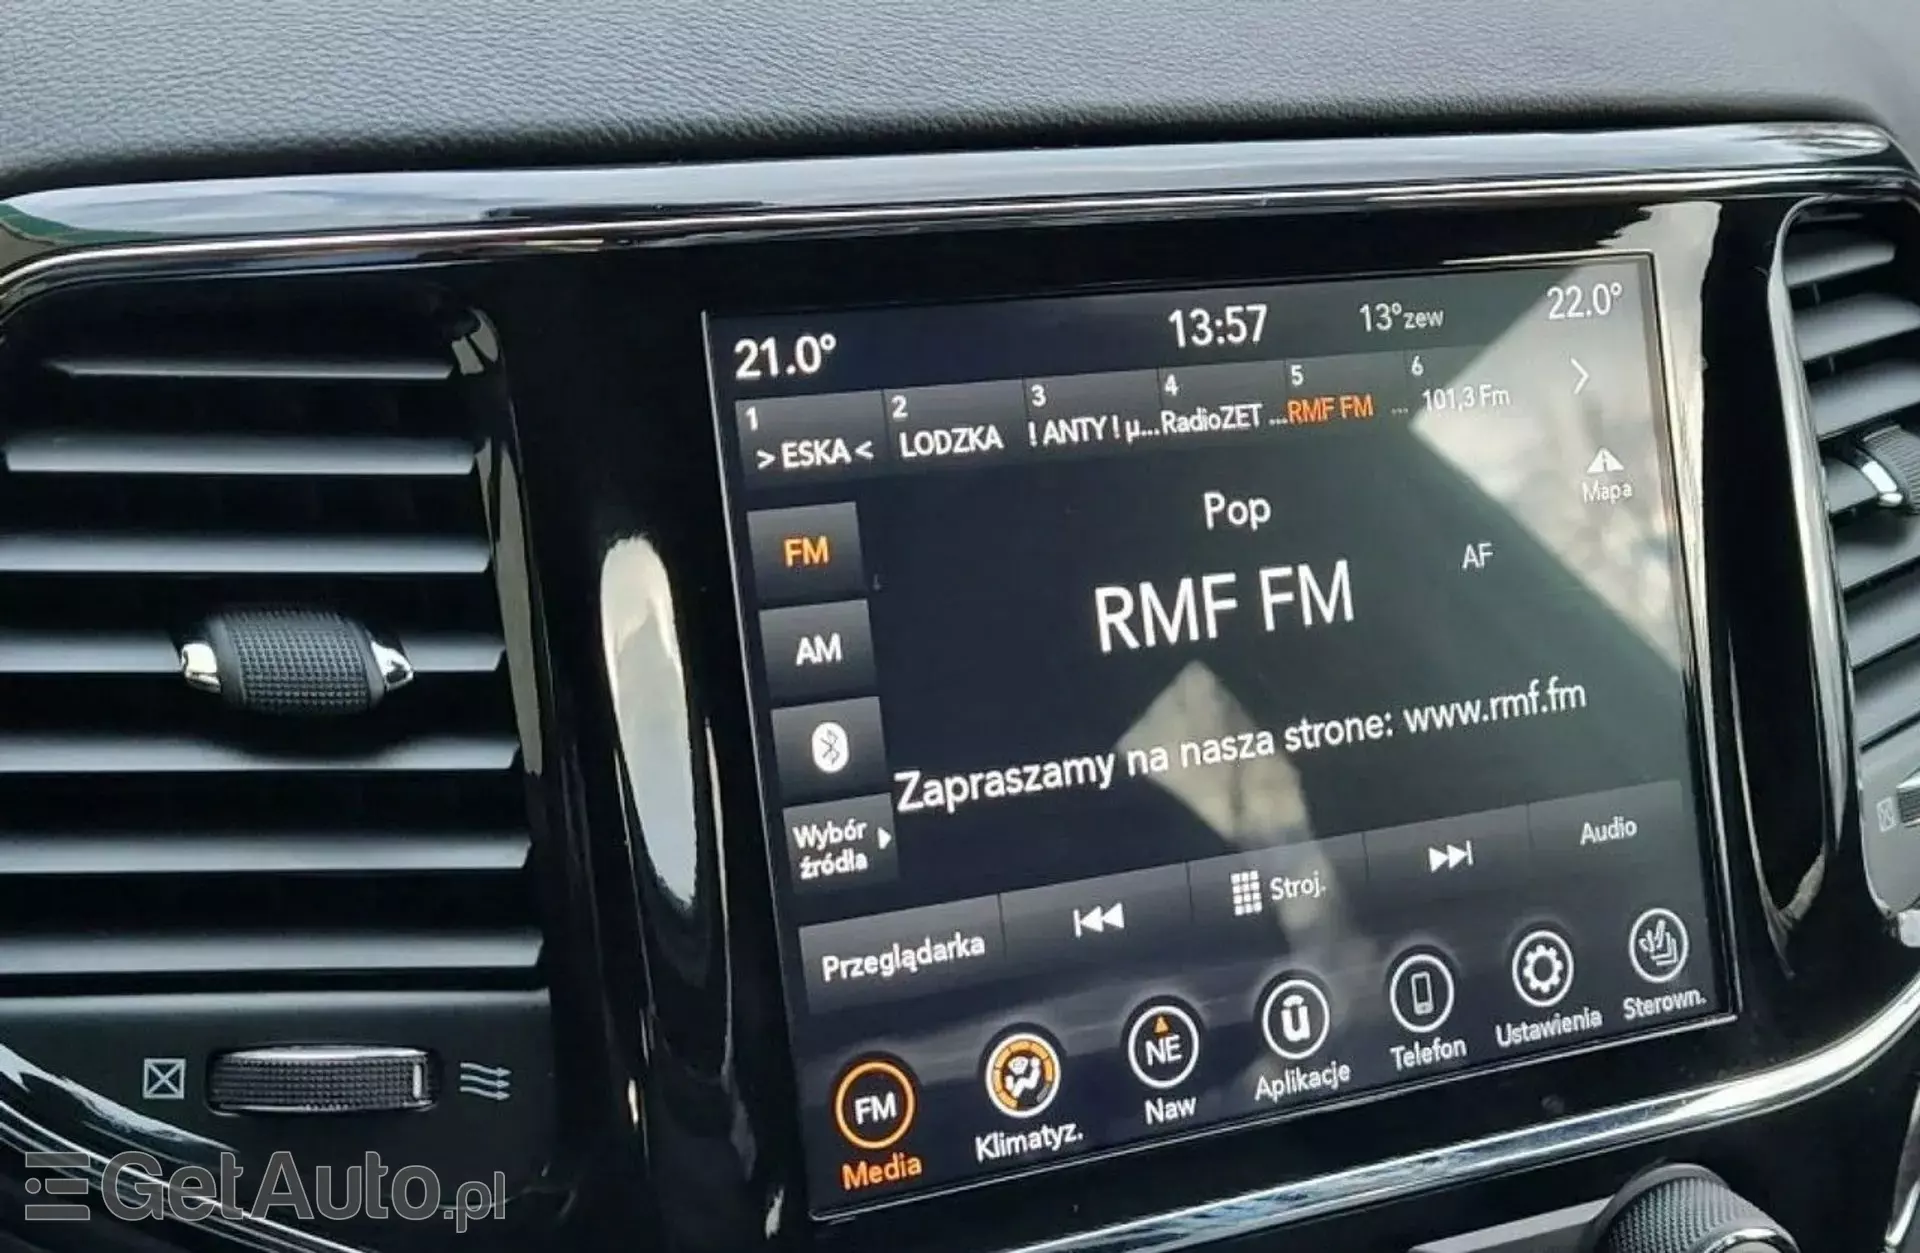 21.0° 13:57 13°zew 22.0°
1 2 3 4 5 6
>ESKA< LODZKA !ANTY!µ... RadioZET ... RMF FM ... 101,3 Fm
Mapa
Pop
FM
AF
RMF FM
AM
Zapraszamy na nasza strone: www.rmf.fm
Wybór
źródła
Przeglądarka Stroj. Audio
FM NE ü
Media Klimatyz. Naw Aplikacje Telefon Ustawienia Sterown.
GetAuto.pl